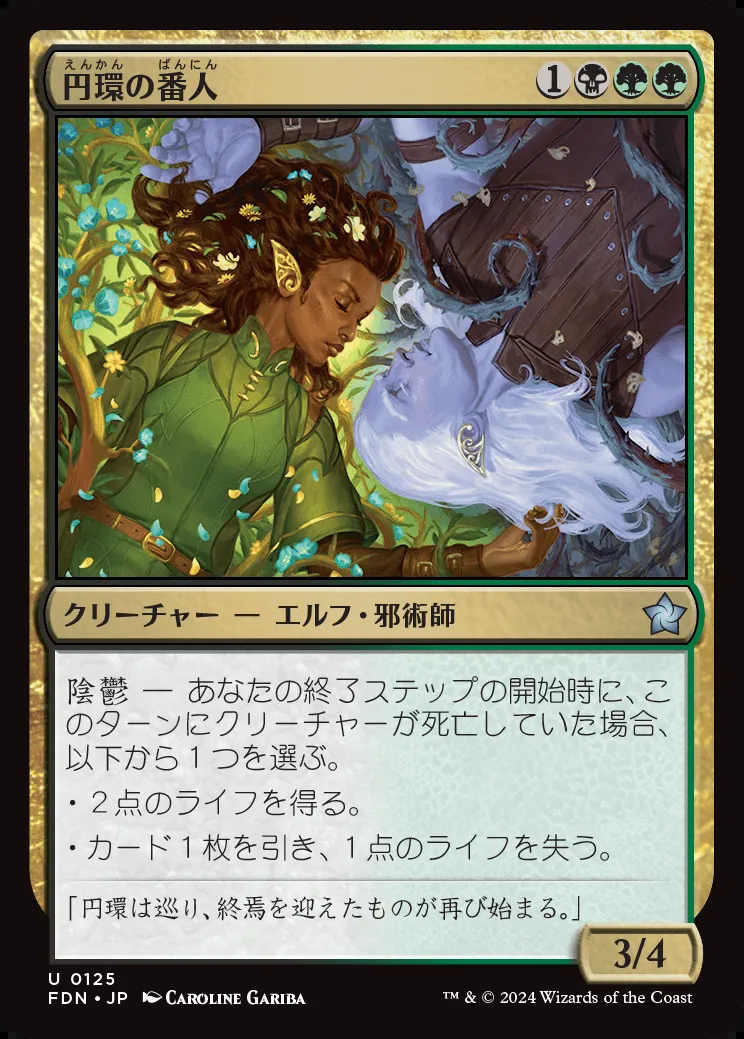 えんかん ばんにん
円環の番人
1
クリーチャー — エルフ・邪術師
陰鬱 — あなたの終了ステップの開始時に、こ
のターンにクリーチャーが死亡していた場合、
以下から１つを選ぶ。
・２点のライフを得る。
・カード１枚を引き、１点のライフを失う。
「円環は巡り、終焉を迎えたものが再び始まる。」
3/4
U 0125
FDN • JP CAROLINE GARIBA
™ & © 2024 Wizards of the Coast